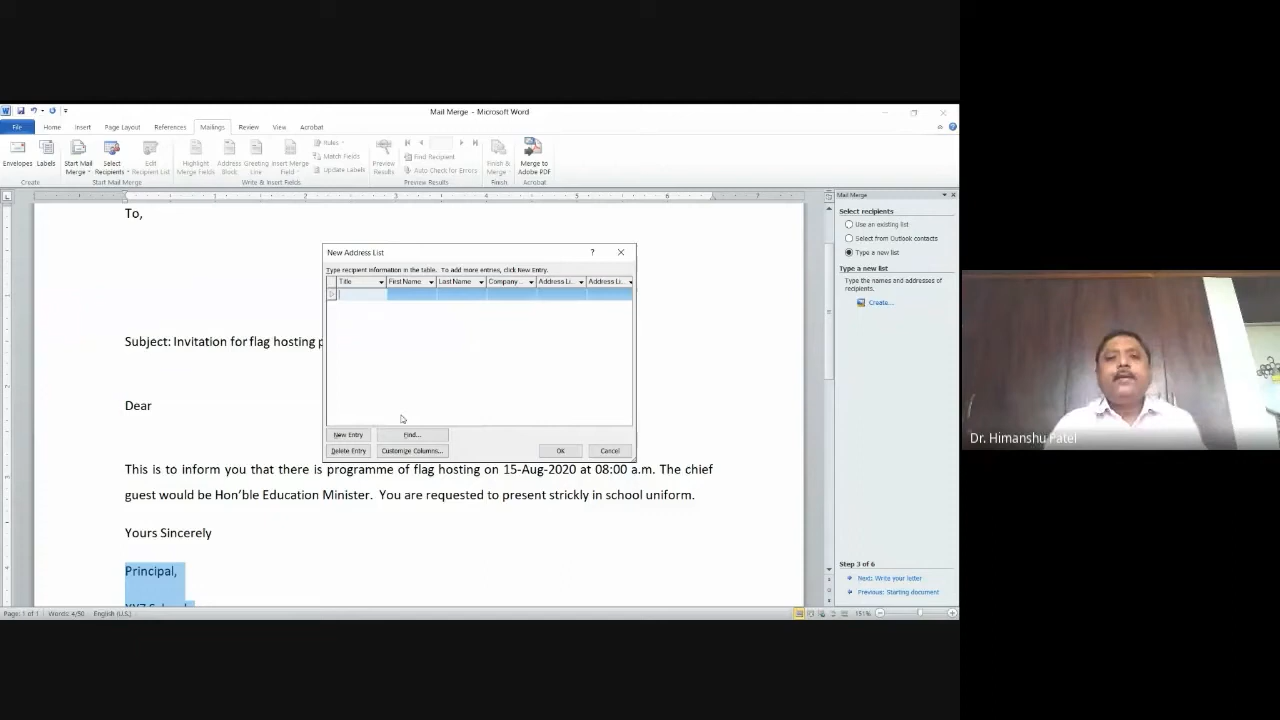 Mail Merge - Microsoft Word
File Home Insert Page Layout References Mailings Review View Acrobat
Envelopes Labels Start Mail Merge Select Recipients Edit Recipient List Highlight Merge Fields Address Block Greeting Line Insert Merge Field Rules Match Fields Update Labels Preview Results Find Recipient Auto Check for Errors Finish & Merge Merge to Adobe PDF
Create Start Mail Merge Write & Insert Fields Preview Results Finish Acrobat
To,
Subject: Invitation for flag hosting p
Dear
This is to inform you that there is programme of flag hosting on 15-Aug-2020 at 08:00 a.m. The chief
guest would be Hon'ble Education Minister. You are requested to present strickly in school uniform.
Yours Sincerely
Principal,
New Address List
Type recipient information in the table. To add more entries, click New Entry.
Title First Name Last Name Company... Address Li... Address Li...
New Entry Find...
Delete Entry Customize Columns... OK Cancel
Mail Merge
Select recipients
Use an existing list
Select from Outlook contacts
Type a new list
Type a new list
Type the names and addresses of
recipients.
Create...
Step 3 of 6
Next: Write your letter
Previous: Starting document
Page: 1 of 1 Words: 4/50 English (U.S.) 151%
Dr. Himanshu Patel